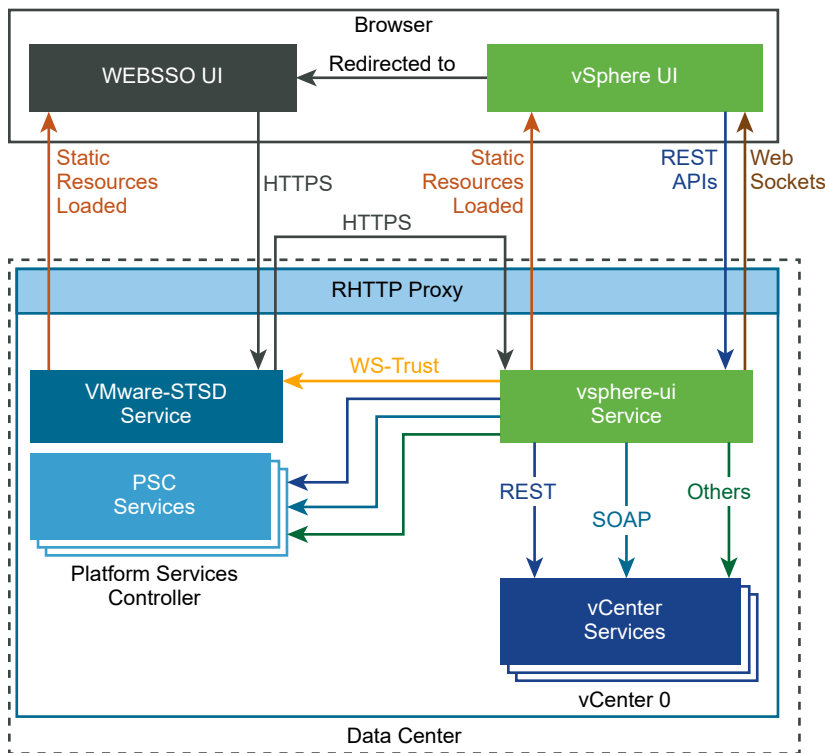 Browser
WEBSSO UI
Redirected to
vSphere UI
Static
Resources
Loaded
HTTPS
Static
Resources
Loaded
REST
APIs
Web
Sockets
HTTPS
RHTTP Proxy
VMware-STSD
Service
WS-Trust
vsphere-ui
Service
PSC
Services
Platform Services
Controller
REST
SOAP
Others
vCenter
Services
vCenter 0
Data Center